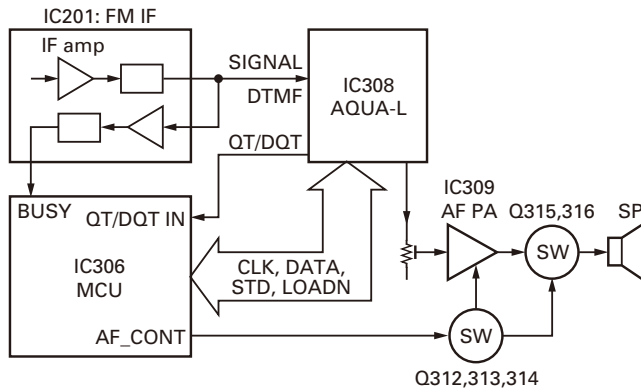 IC201: FM IF
IF amp
SIGNAL
DTMF
IC308
AQUA-L
QT/DQT
BUSY
QT/DQT IN
IC306
MCU
CLK, DATA,
STD, LOADN
AF_CONT
IC309
AF PA
Q315,316
SP
SW
SW
Q312,313,314